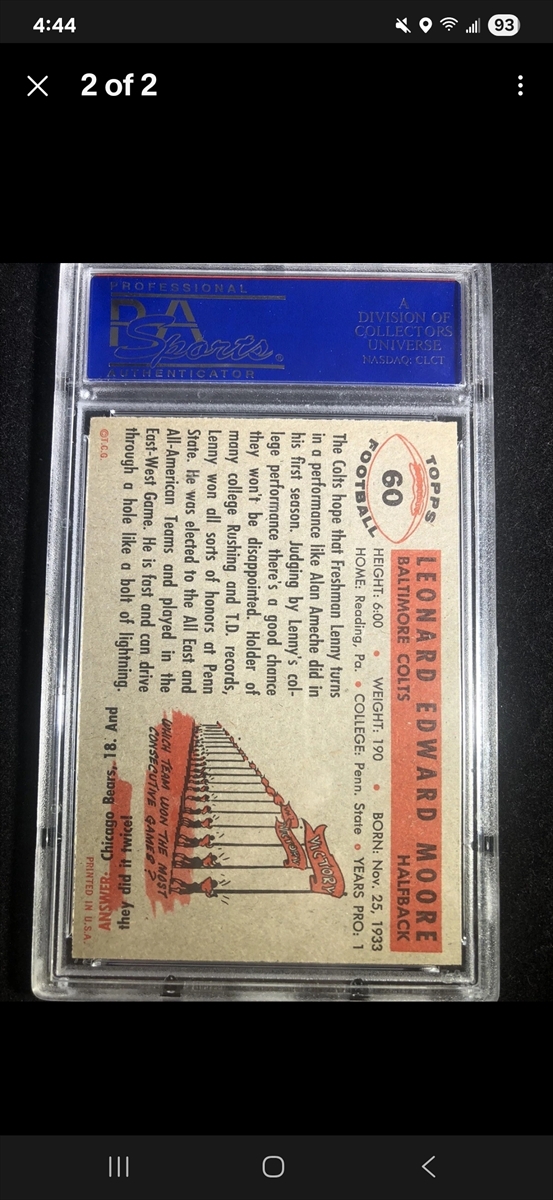 4:44
93
2 of 2
PROFESSIONAL
PSA
Sports
AUTHENTICATOR
A
DIVISION OF
COLLECTORS
UNIVERSE
NASDAQ: CLCT
TOPPS
60
FOOTBALL
LEONARD EDWARD MOORE
BALTIMORE COLTS HALFBACK
HEIGHT: 6:00 • WEIGHT: 190 • BORN: Nov. 25, 1933
HOME: Reading, Pa. • COLLEGE: Penn. State • YEARS PRO: 1
The Colts hope that Freshman Lenny turns
in a performance like Alan Ameche did in
his first season. Judging by Lenny's col-
lege performance there's a good chance
they won't be disappointed. Holder of
many college Rushing and T.D. records,
Lenny won all sorts of honors at Penn
State. He was elected to the All East and
All-American Teams and played in the
East-West Game. He is fast and can drive
through a hole like a bolt of lightning.
©T.C.G.
VICTORY
VICTORY
WHICH TEAM WON THE MOST
CONSECUTIVE GAMES?
ANSWER: Chicago Bears, 18. And
they did it twice!
PRINTED IN U.S.A.